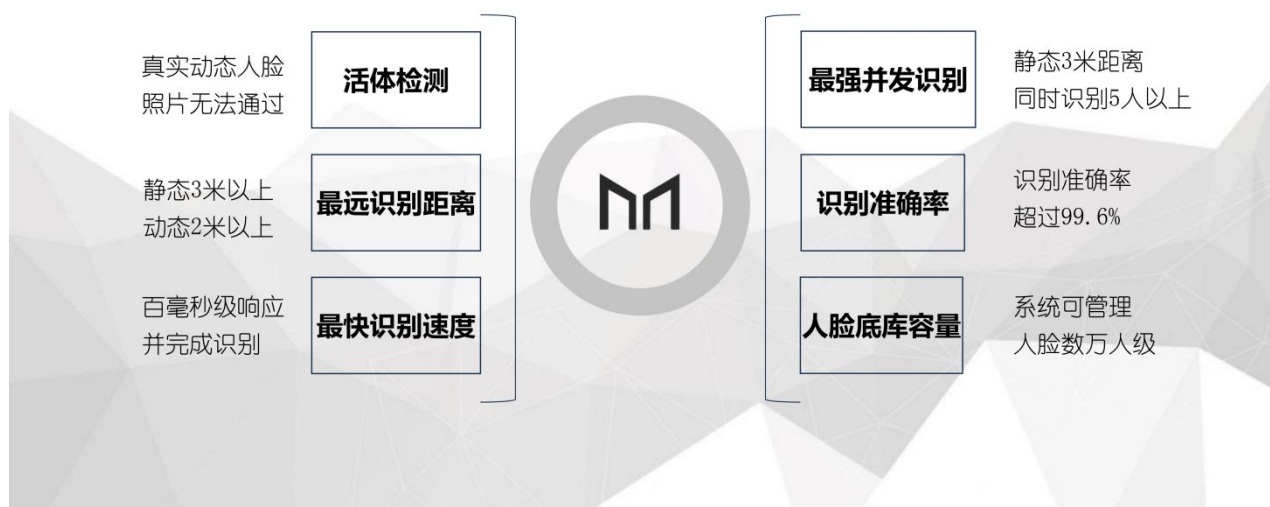 真实动态人脸
照片无法通过
活体检测
静态3米以上
动态2米以上
最远识别距离
百毫秒级响应
并完成识别
最快识别速度
最强并发识别
静态3米距离
同时识别5人以上
识别准确率
识别准确率
超过99.6%
人脸底库容量
系统可管理
人脸数万人级